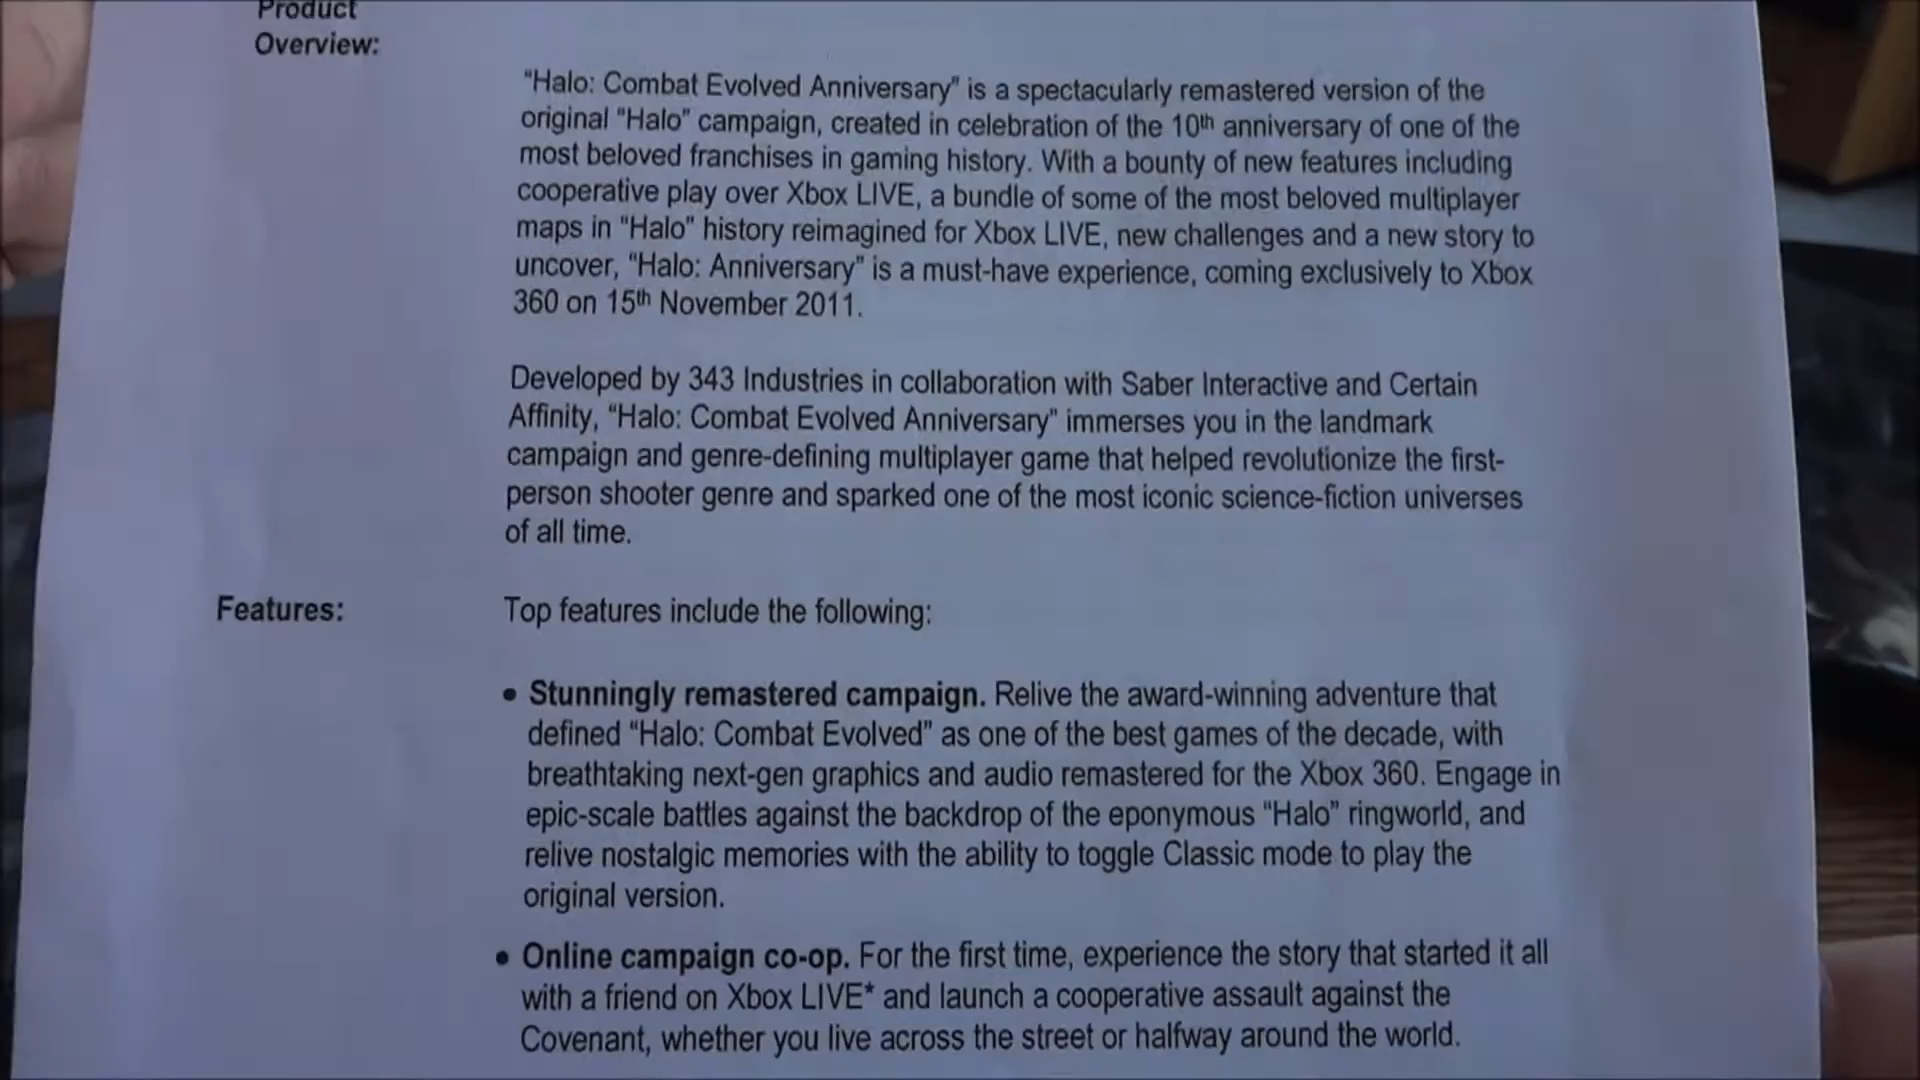 Product
Overview:
“Halo: Combat Evolved Anniversary” is a spectacularly remastered version of the
original “Halo” campaign, created in celebration of the 10th anniversary of one of the
most beloved franchises in gaming history. With a bounty of new features including
cooperative play over Xbox LIVE, a bundle of some of the most beloved multiplayer
maps in “Halo” history reimagined for Xbox LIVE, new challenges and a new story to
uncover, “Halo: Anniversary” is a must-have experience, coming exclusively to Xbox
360 on 15th November 2011.
Developed by 343 Industries in collaboration with Saber Interactive and Certain
Affinity, “Halo: Combat Evolved Anniversary” immerses you in the landmark
campaign and genre-defining multiplayer game that helped revolutionize the first-
person shooter genre and sparked one of the most iconic science-fiction universes
of all time.
Features: Top features include the following:
• Stunningly remastered campaign. Relive the award-winning adventure that
defined “Halo: Combat Evolved” as one of the best games of the decade, with
breathtaking next-gen graphics and audio remastered for the Xbox 360. Engage in
epic-scale battles against the backdrop of the eponymous “Halo” ringworld, and
relive nostalgic memories with the ability to toggle Classic mode to play the
original version.
• Online campaign co-op. For the first time, experience the story that started it all
with a friend on Xbox LIVE* and launch a cooperative assault against the
Covenant, whether you live across the street or halfway around the world.